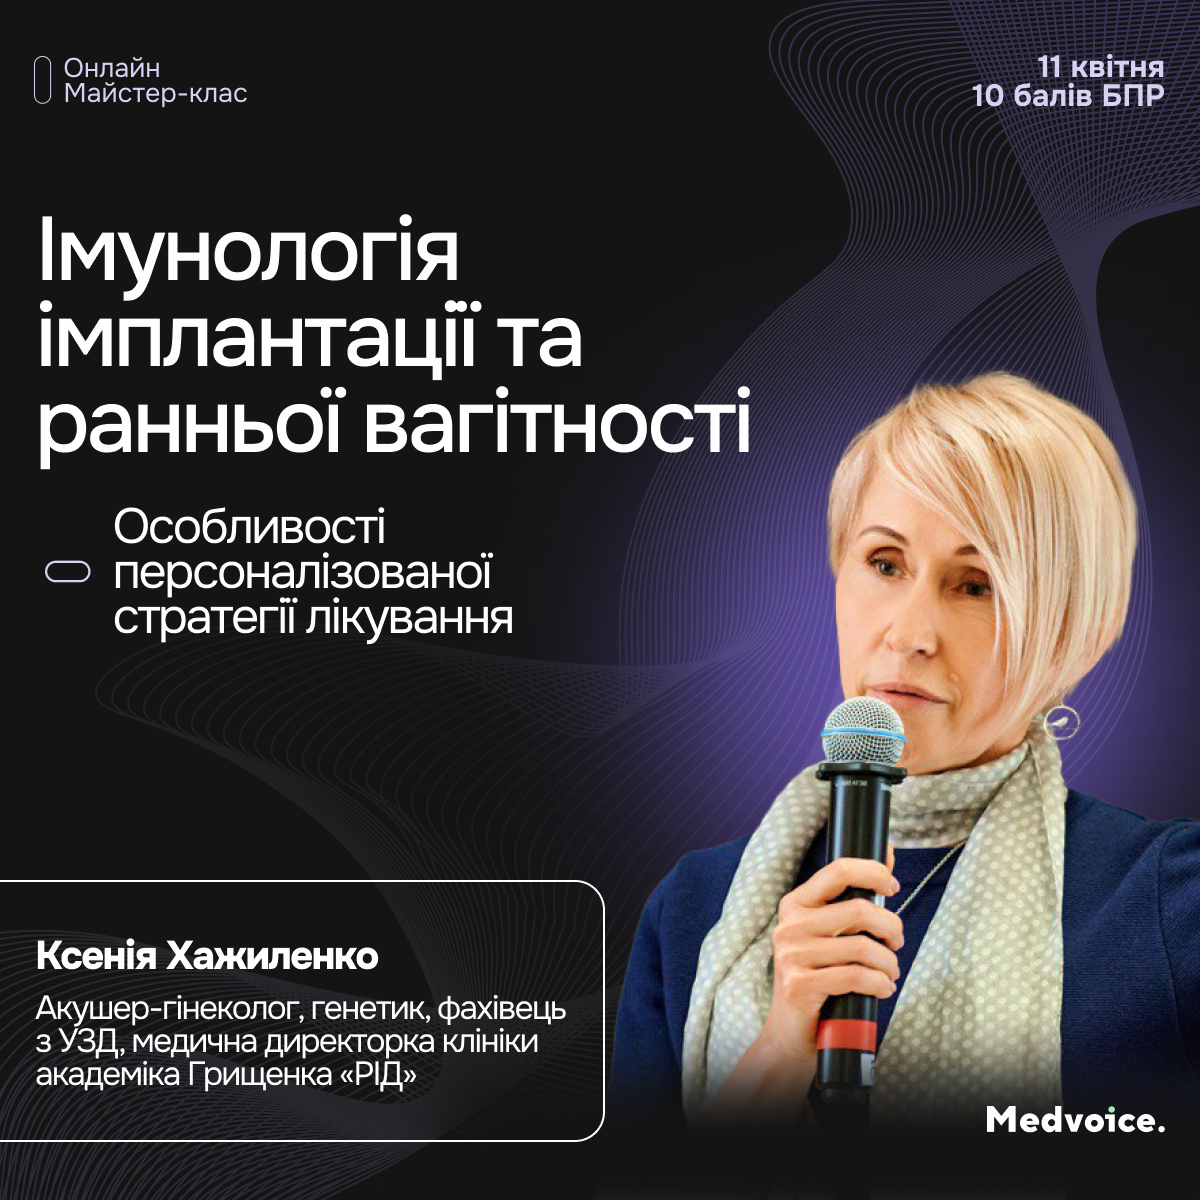 Онлайн
Майстер-клас
11 квітня
10 балів БПР
Імунологія
імплантації та
ранньої вагітності
Особливості
персоналізованої
стратегії лікування
Ксенія Хажиленко
Акушер-гінеколог, генетик, фахівець
з УЗД, медична директорка клініки
академіка Грищенка «РІД»
Medvoice.